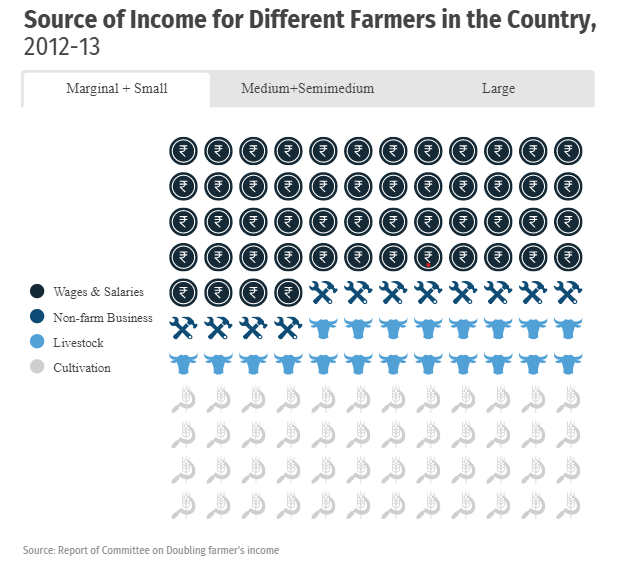 Source of Income for Different Farmers in the Country,
2012-13
Marginal + Small
Medium+Semimedium
Large
₹ ₹ ₹ ₹ ₹ ₹ ₹ ₹ ₹ ₹ ₹ ₹
₹ ₹ ₹ ₹ ₹ ₹ ₹ ₹ ₹ ₹ ₹ ₹
₹ ₹ ₹ ₹ ₹ ₹ ₹ ₹ ₹ ₹ ₹ ₹
₹ ₹ ₹ ₹ ₹ ₹ ₹ ₹ ₹ ₹ ₹ ₹
₹ ₹ ₹ ₹
Wages & Salaries
Non-farm Business
Livestock
Cultivation
Source: Report of Committee on Doubling farmer's income